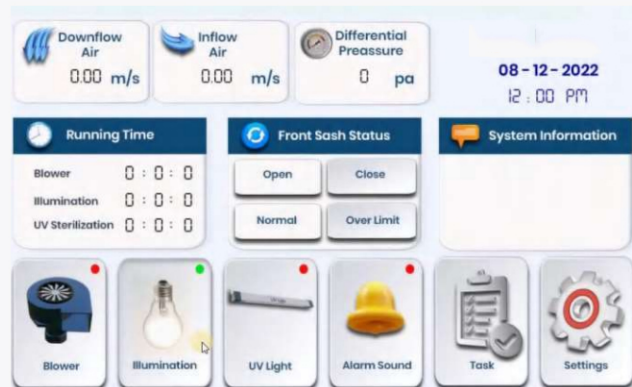 Downflow
Air
0.00 m/s
Inflow
Air
0.00 m/s
Differential
Preassure
0 pa
08-12-2022
12:00 PM
Running Time
Blower 0:0:0
Illumination 0:0:0
UV Sterilization 0:0:0
Front Sash Status
Open Close
Normal Over Limit
System Information
Blower
Illumination
UV Light
Alarm Sound
Task
Settings